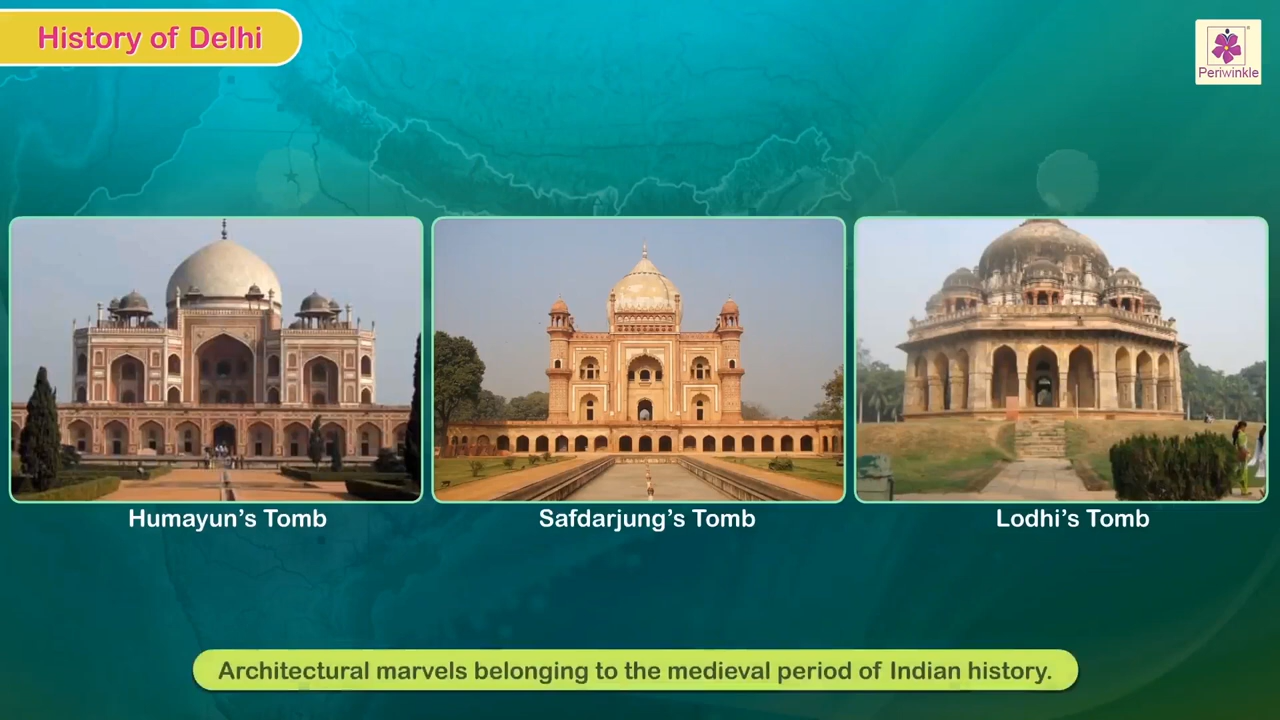 History of Delhi
Periwinkle
Humayun’s Tomb
Safdarjung’s Tomb
Lodhi’s Tomb
Architectural marvels belonging to the medieval period of Indian history.